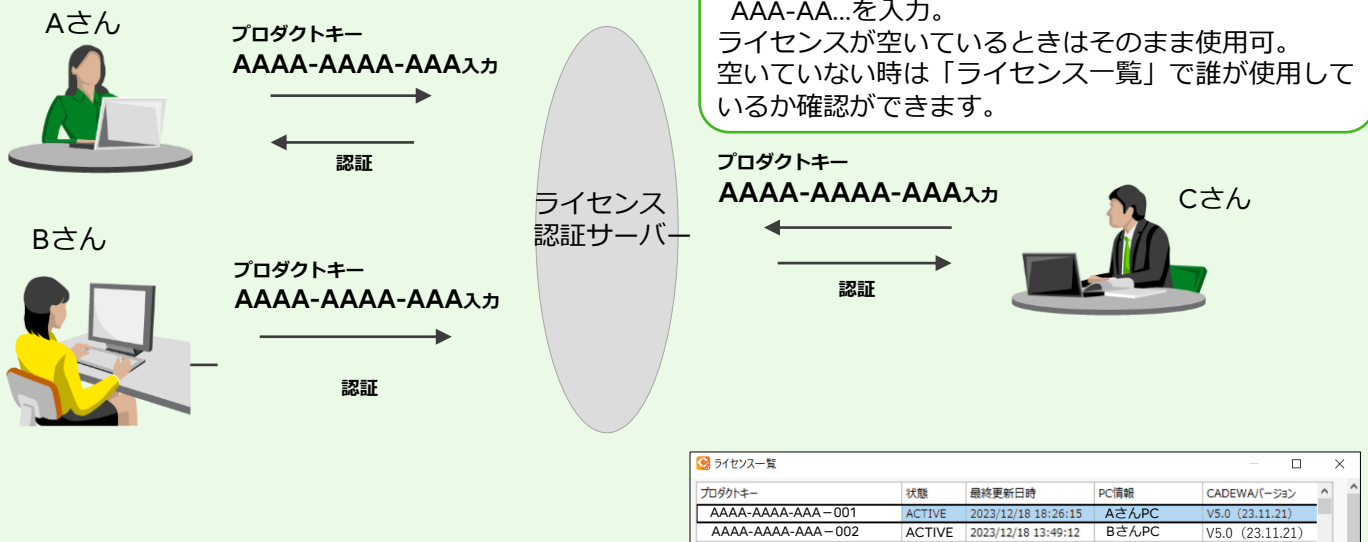 AAA-AA...を入力。
ライセンスが空いているときはそのまま使用可。
空いていない時は「ライセンス一覧」で誰が使用して
いるか確認ができます。
Aさん
プロダクトキー
AAAA-AAAA-AAA入力
認証
Bさん
プロダクトキー
AAAA-AAAA-AAA入力
認証
ライセンス
認証サーバー
プロダクトキー
AAAA-AAAA-AAA入力
Cさん
認証
ライセンス一覧
プロダクトキー 状態 最終更新日時 PC情報 CADEWAバージョン
AAAA-AAAA-AAA-001 ACTIVE 2023/12/18 18:26:15 AさんPC V5.0（23.11.21）
AAAA-AAAA-AAA-002 ACTIVE 2023/12/18 13:49:12 BさんPC V5.0（23.11.21）